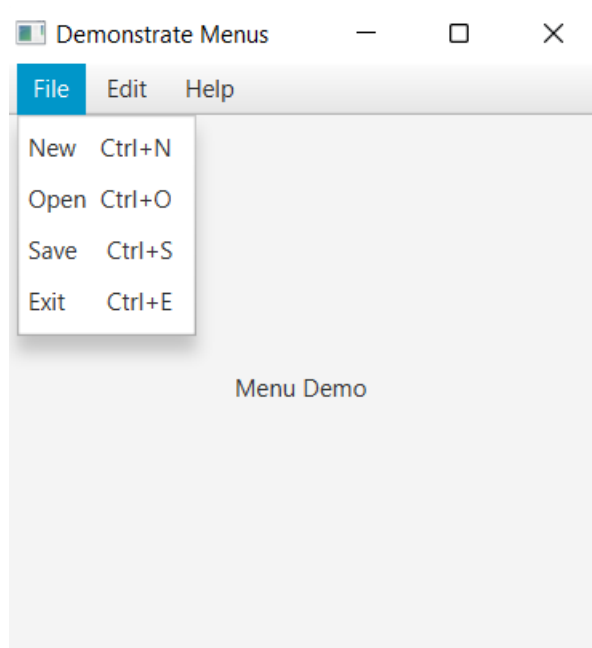 Demonstrate Menus
File Edit Help
New Ctrl+N
Open Ctrl+O
Save Ctrl+S
Exit Ctrl+E
Menu Demo